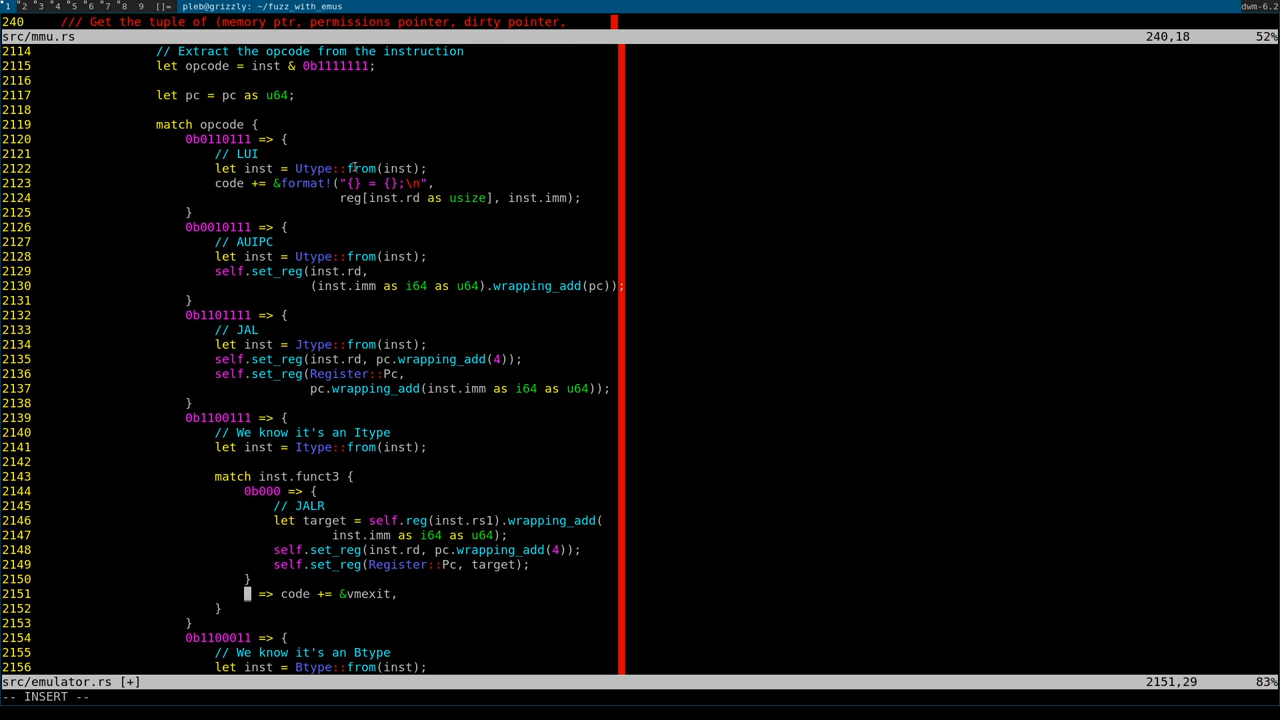 1 2 3 4 5 6 7 8 9 []= pleb@grizzly: ~/fuzz_with_emus dwm-6.2
240 /// Get the tuple of (memory ptr, permissions pointer, dirty pointer,
src/mmu.rs 240,18 52%
2114 // Extract the opcode from the instruction
2115 let opcode = inst & 0b1111111;
2116
2117 let pc = pc as u64;
2118
2119 match opcode {
2120 0b0110111 => {
2121 // LUI
2122 let inst = Utype::from(inst);
2123 code += &format!("{} = {};\n",
2124 reg[inst.rd as usize], inst.imm);
2125 }
2126 0b0010111 => {
2127 // AUIPC
2128 let inst = Utype::from(inst);
2129 self.set_reg(inst.rd,
2130 (inst.imm as i64 as u64).wrapping_add(pc));
2131 }
2132 0b1101111 => {
2133 // JAL
2134 let inst = Jtype::from(inst);
2135 self.set_reg(inst.rd, pc.wrapping_add(4));
2136 self.set_reg(Register::Pc,
2137 pc.wrapping_add(inst.imm as i64 as u64));
2138 }
2139 0b1100111 => {
2140 // We know it's an Itype
2141 let inst = Itype::from(inst);
2142
2143 match inst.funct3 {
2144 0b000 => {
2145 // JALR
2146 let target = self.reg(inst.rs1).wrapping_add(
2147 inst.imm as i64 as u64);
2148 self.set_reg(inst.rd, pc.wrapping_add(4));
2149 self.set_reg(Register::Pc, target);
2150 }
2151 => code += &vmexit,
2152 }
2153 }
2154 0b1100011 => {
2155 // We know it's an Btype
2156 let inst = Btype::from(inst);
src/emulator.rs [+] 2151,29 83%
-- INSERT --